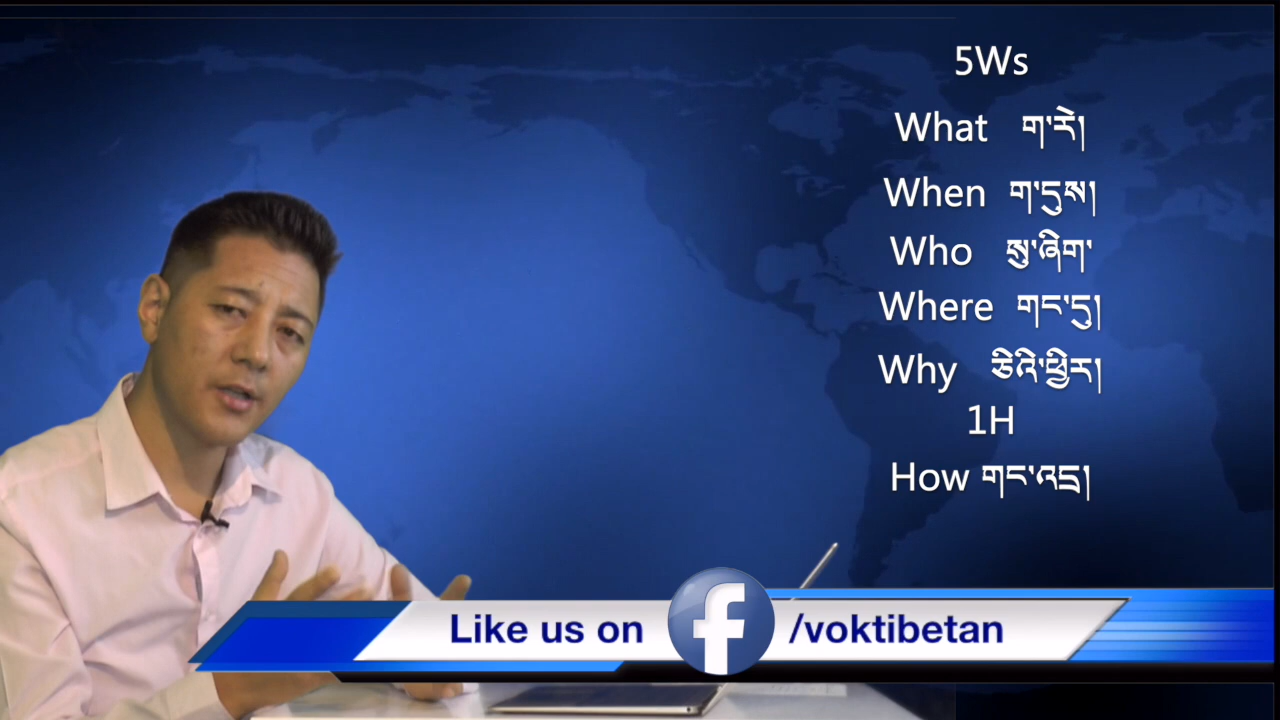 5Ws
What ག་རེ།
When ག་དུས།
Who སུ་ཞིག་
Where གང་དུ།
Why ཅིའི་ཕྱིར།
1H
How གང་འདྲ།
Like us on f /voktibetan